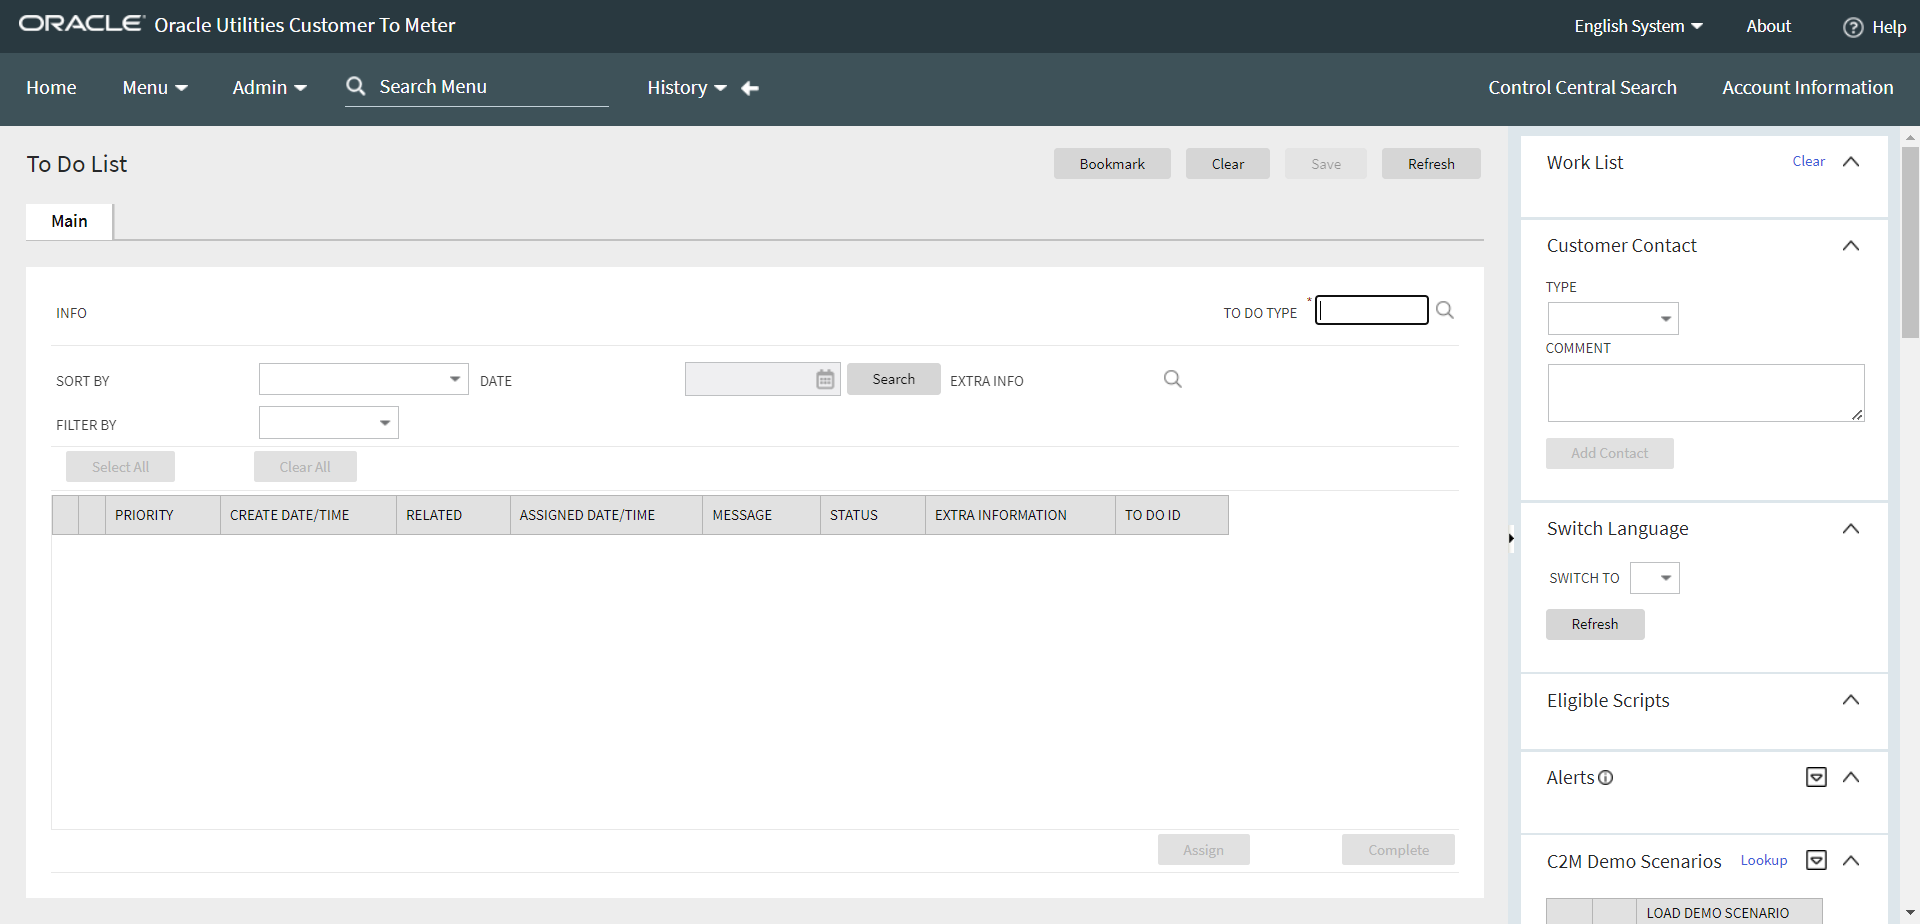 ORACLE Oracle Utilities Customer To Meter
English System About Help
Home Menu Admin Search Menu History Control Central Search Account Information
To Do List
Bookmark Clear Save Refresh
Main
INFO
TO DO TYPE *
SORT BY DATE Search EXTRA INFO
FILTER BY
Select All Clear All
PRIORITY CREATE DATE/TIME RELATED ASSIGNED DATE/TIME MESSAGE STATUS EXTRA INFORMATION TO DO ID
Assign Complete
Work List Clear
Customer Contact
TYPE
COMMENT
Add Contact
Switch Language
SWITCH TO
Refresh
Eligible Scripts
Alerts
C2M Demo Scenarios Lookup
LOAD DEMO SCENARIO